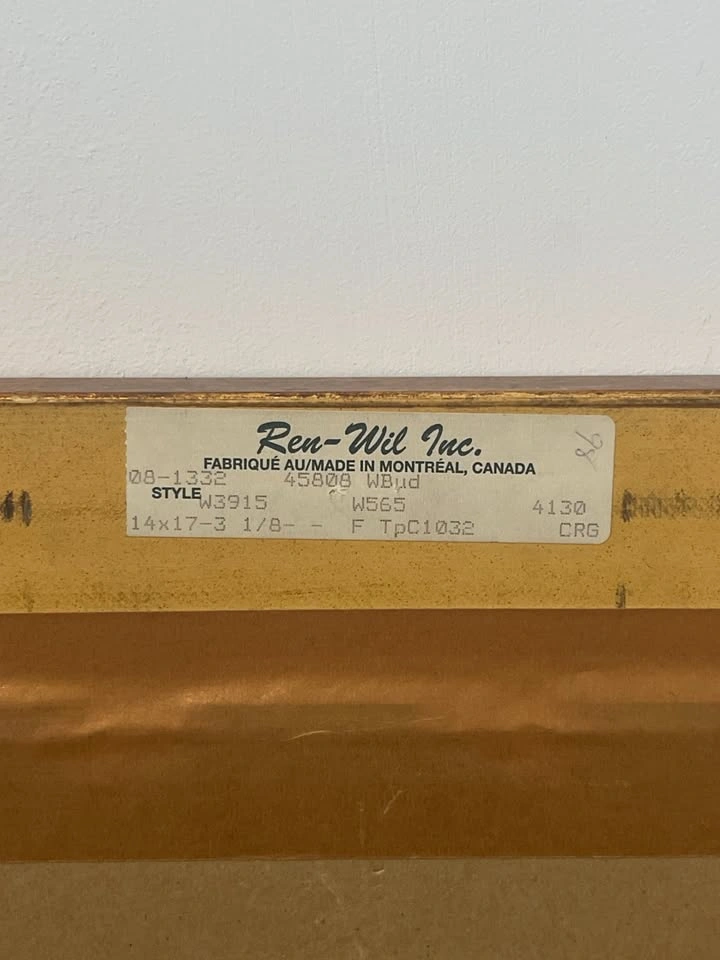 Ren-Wil Inc.
FABRIQUÉ AU/MADE IN MONTRÉAL, CANADA
08-1332 45808 WBud
STYLE W3915 W565 4130
14x17-3 1/8- - F TpC1032 CRG